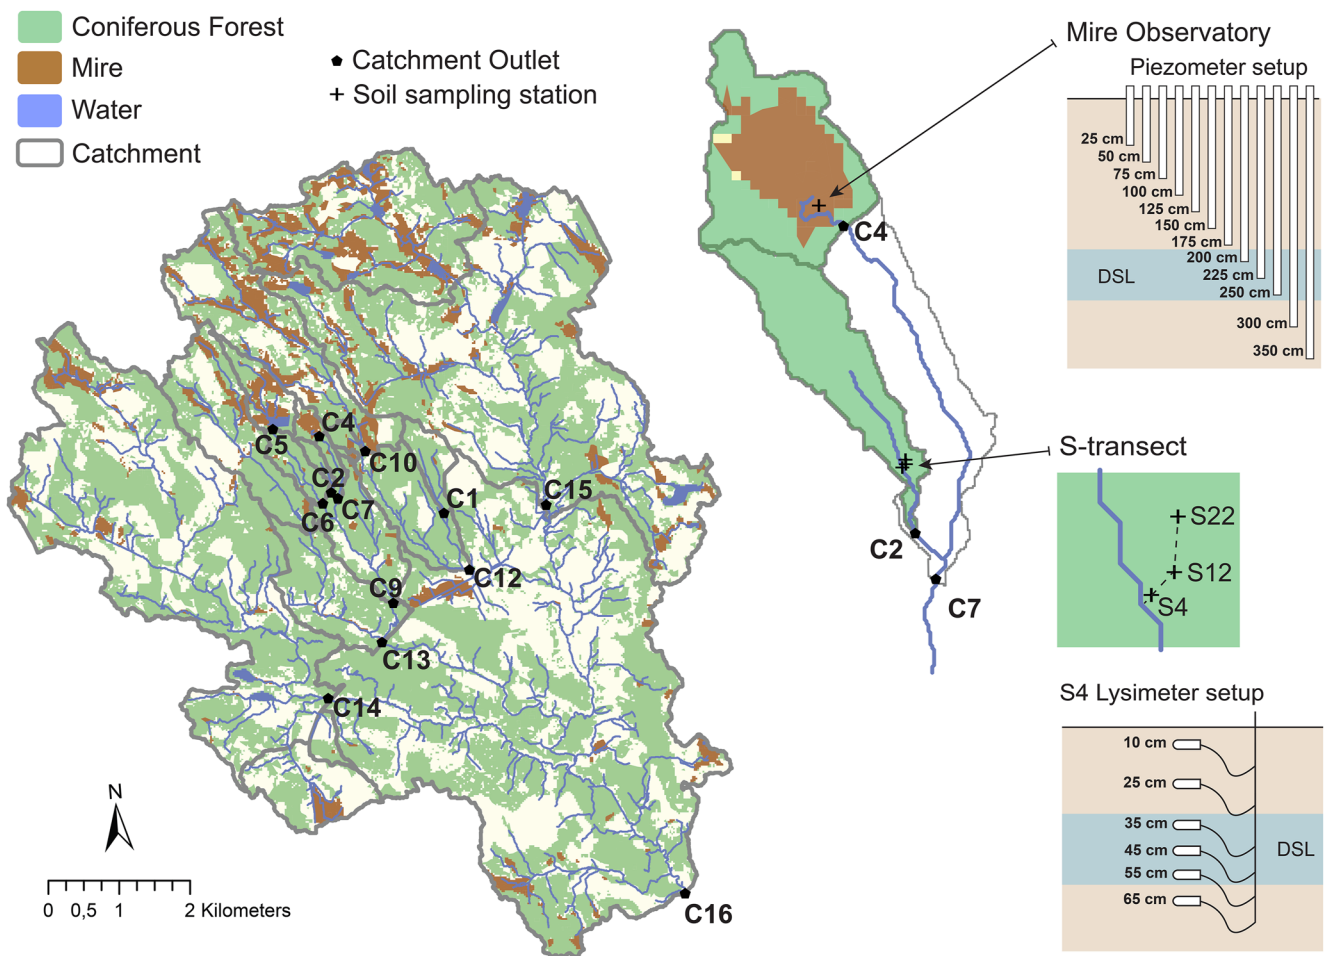 Coniferous Forest
Mire
Water
Catchment
Catchment Outlet
Soil sampling station
C5
C4
C10
C2
C7
C6
C1
C15
C12
C9
C13
C14
C16
N
0 0,5 1 2 Kilometers
C4
C2
C7
Mire Observatory
Piezometer setup
25 cm
50 cm
75 cm
100 cm
125 cm
150 cm
175 cm
200 cm
225 cm
250 cm
300 cm
350 cm
DSL
S-transect
S22
S12
S4
S4 Lysimeter setup
10 cm
25 cm
35 cm
45 cm
55 cm
65 cm
DSL